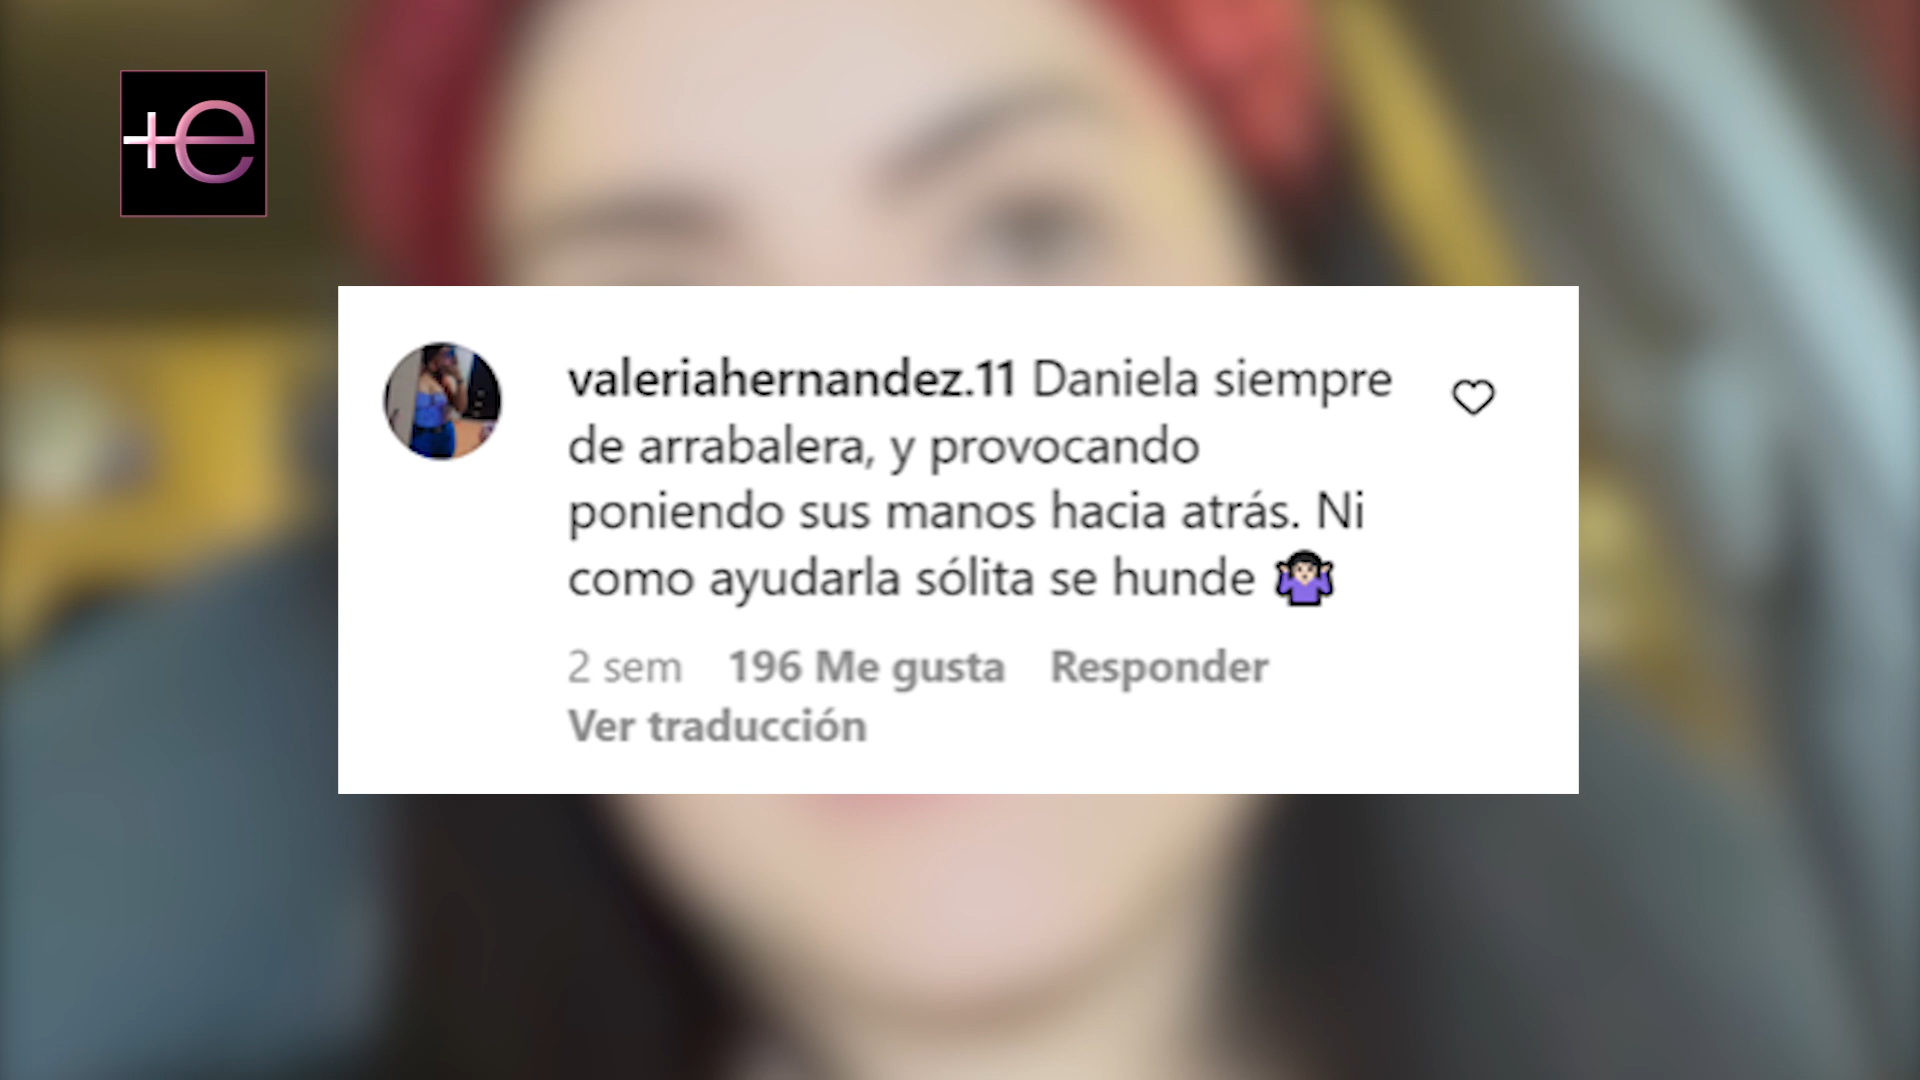 +e
valeriahernandez.11 Daniela siempre
de arrabalera, y provocando
poniendo sus manos hacia atrás. Ni
como ayudarla sólita se hunde 🤷🏻‍♀️
2 sem 196 Me gusta Responder
Ver traducción